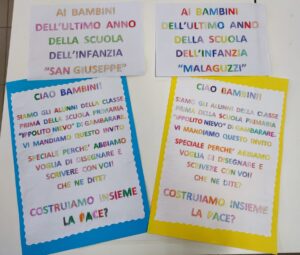 AI BAMBINI
DELL'ULTIMO ANNO
DELLA SCUOLA
DELL'INFANZIA
"SAN GIUSEPPE"
AI BAMBINI
DELL'ULTIMO ANNO
DELLA SCUOLA
DELL'INFANZIA
"MALAGUZZI"
CIAO BAMBINI!
SIAMO GLI ALUNNI DELLA CLASSE
PRIMA DELLA SCUOLA PRIMARIA
"IPPOLITO NIEVO" DI GAMBARARE.
VI MANDIAMO QUESTO INVITO
SPECIALE PERCHE' ABBIAMO
VOGLIA DI DISEGNARE E
SCRIVERE CON VOI!
CHE NE DITE?
COSTRUIAMO INSIEME
LA PACE?
CIAO BAMBINI!
SIAMO GLI ALUNNI DELLA CLASSE
PRIMA DELLA SCUOLA PRIMARIA
"IPPOLITO NIEVO" DI GAMBARARE.
VI MANDIAMO QUESTO INVITO
SPECIALE PERCHE' ABBIAMO
VOGLIA DI DISEGNARE E
SCRIVERE CON VOI!
CHE NE DITE?
COSTRUIAMO INSIEME
LA PACE?